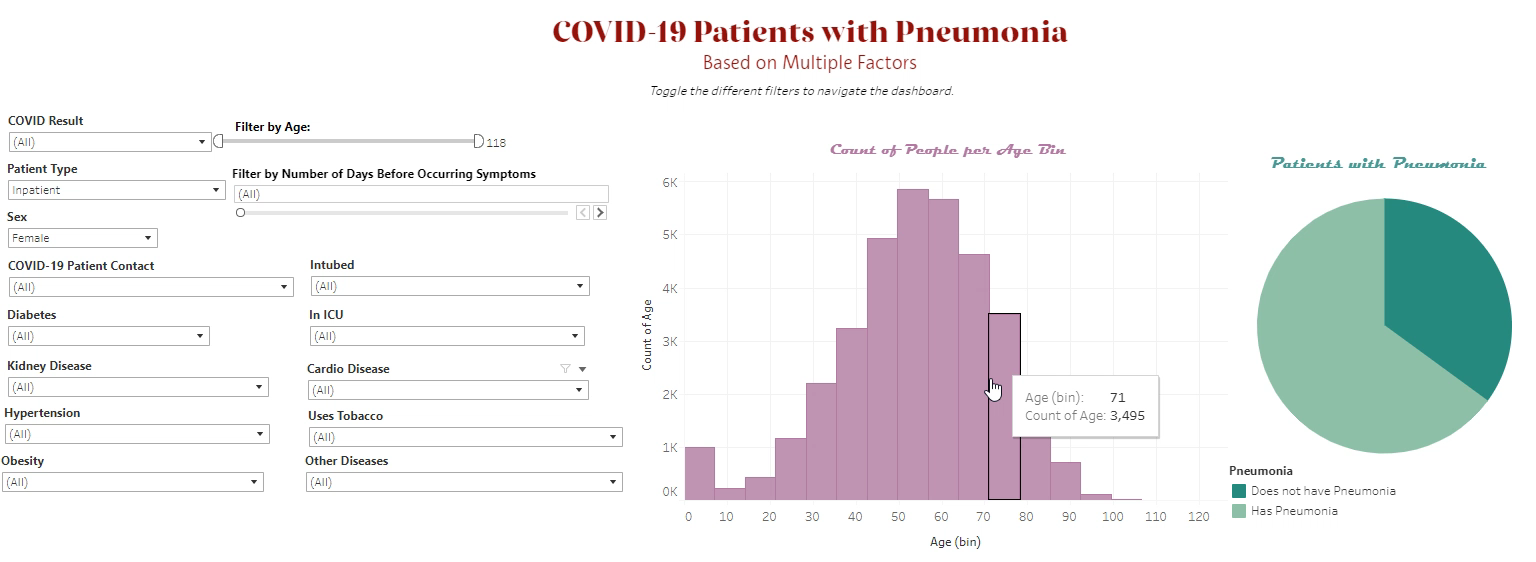 COVID-19 Patients with Pneumonia
Based on Multiple Factors
Toggle the different filters to navigate the dashboard.
COVID Result
(All)
Filter by Age:
118
Patient Type
Inpatient
Filter by Number of Days Before Occurring Symptoms
(All)
Sex
Female
COVID-19 Patient Contact
(All)
Intubed
(All)
Diabetes
(All)
In ICU
(All)
Kidney Disease
(All)
Cardio Disease
(All)
Hypertension
(All)
Uses Tobacco
(All)
Obesity
(All)
Other Diseases
(All)
Count of People per Age Bin
Count of Age
6K
5K
4K
3K
2K
1K
0K
0 10 20 30 40 50 60 70 80 90 100 110 120
Age (bin)
Age (bin): 71
Count of Age: 3,495
Patients with Pneumonia
Pneumonia
Does not have Pneumonia
Has Pneumonia